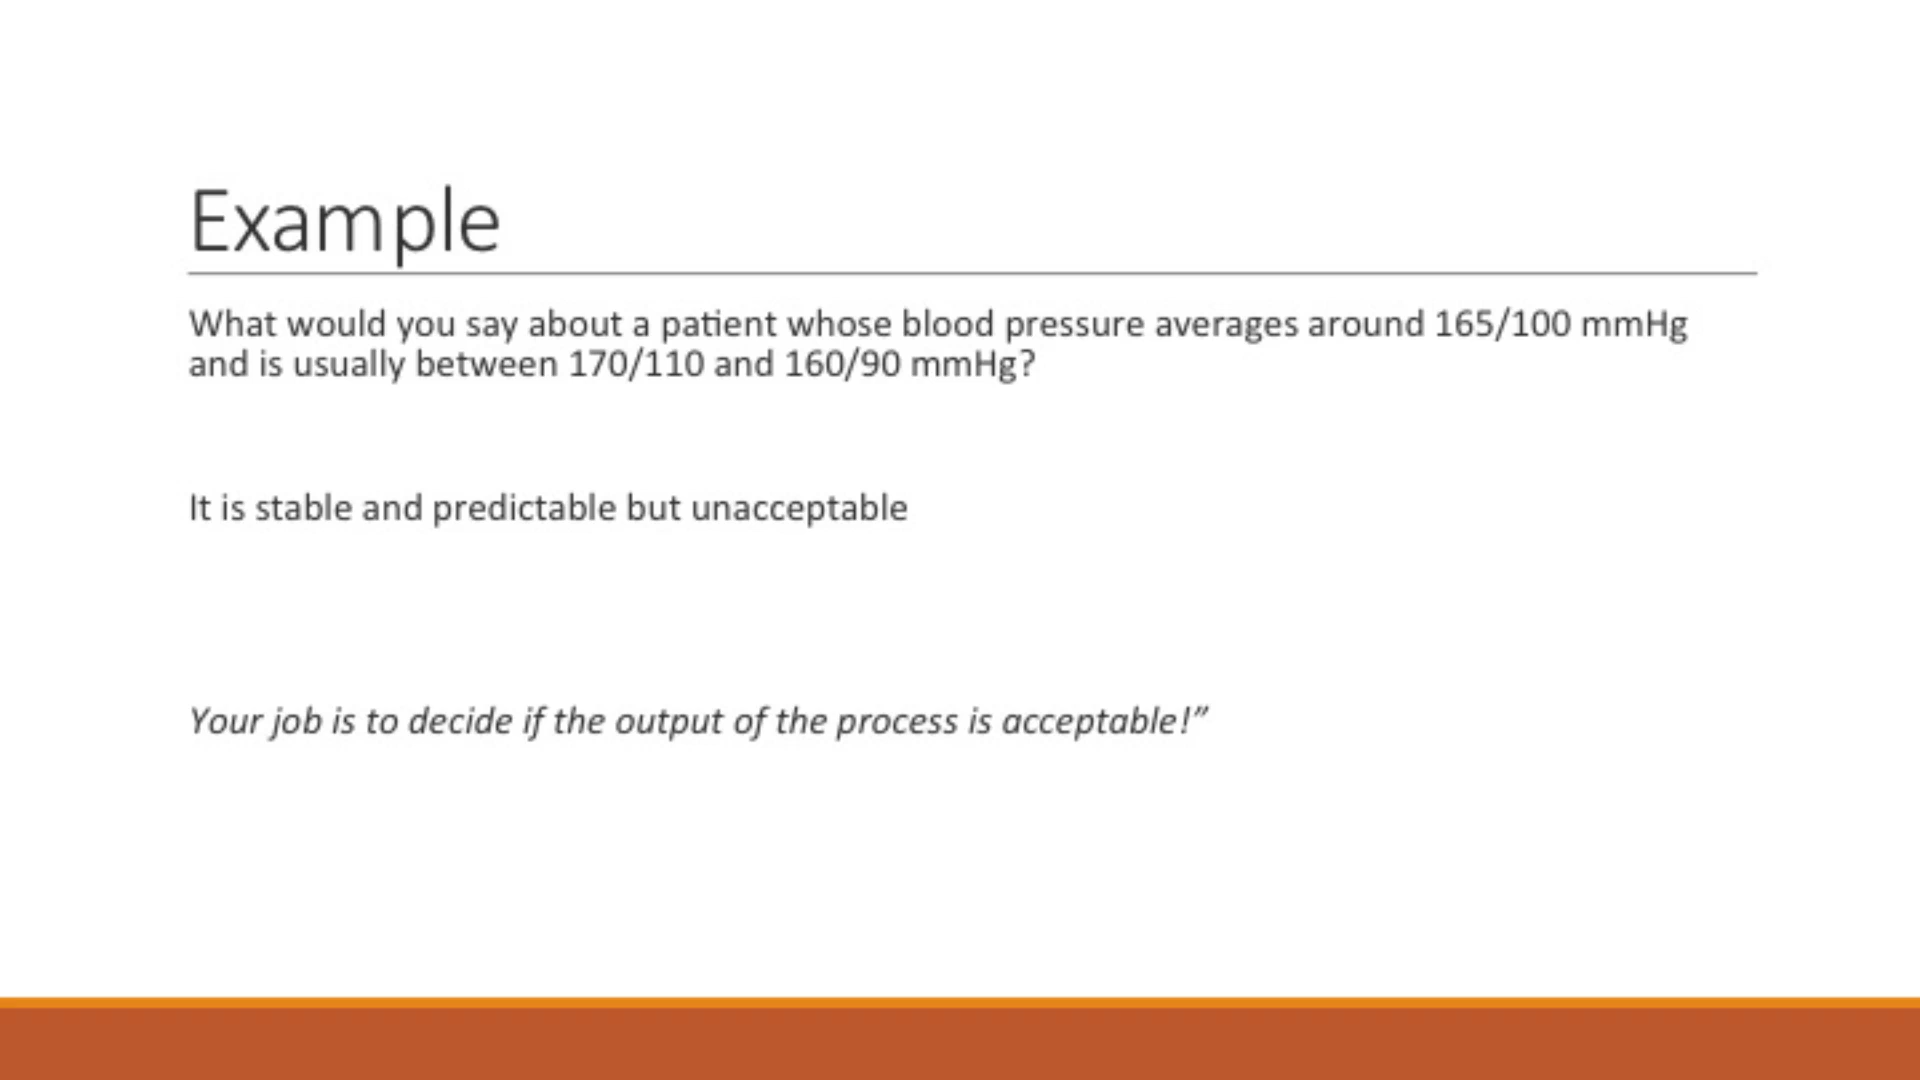 Example
What would you say about a patient whose blood pressure averages around 165/100 mmHg
and is usually between 170/110 and 160/90 mmHg?
It is stable and predictable but unacceptable
Your job is to decide if the output of the process is acceptable!”